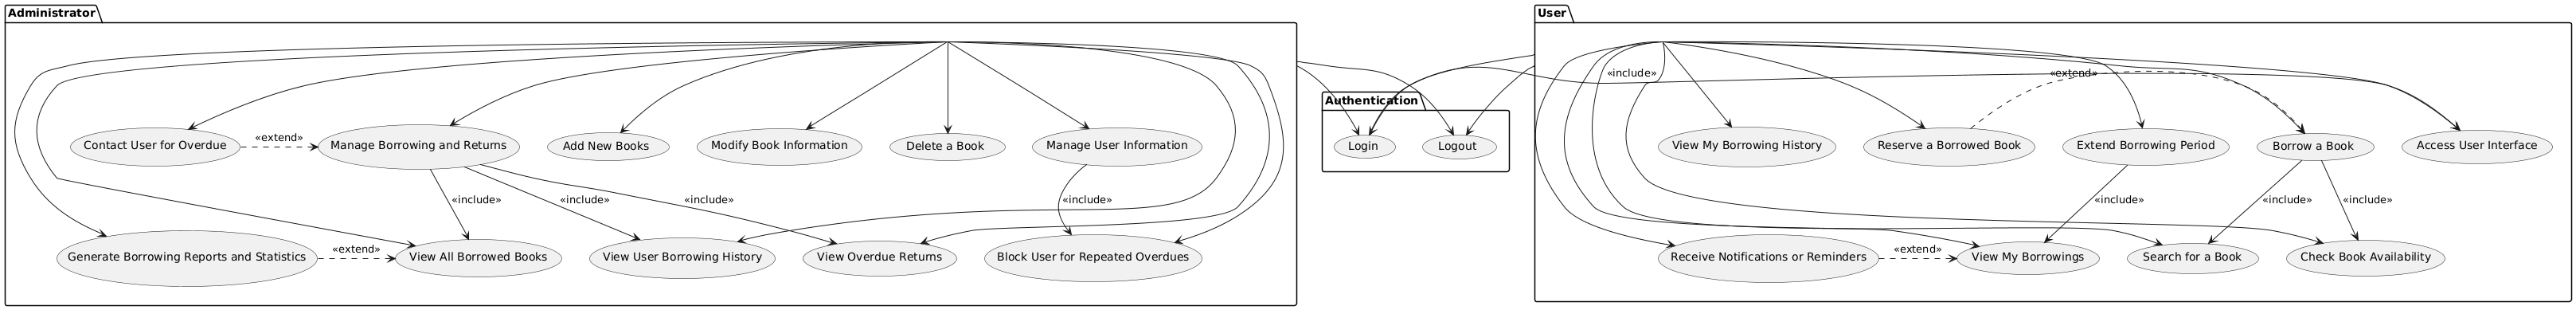 Administrator
User
«include»
«extend»
Authentication
Contact User for Overdue
«extend»
Manage Borrowing and Returns
Add New Books
Modify Book Information
Delete a Book
Manage User Information
Login
Logout
View My Borrowing History
Reserve a Borrowed Book
Extend Borrowing Period
Borrow a Book
Access User Interface
«include»
«include»
«include»
«include»
«include»
«include»
«include»
Generate Borrowing Reports and Statistics
«extend»
View All Borrowed Books
View User Borrowing History
View Overdue Returns
Block User for Repeated Overdues
Receive Notifications or Reminders
«extend»
View My Borrowings
Search for a Book
Check Book Availability